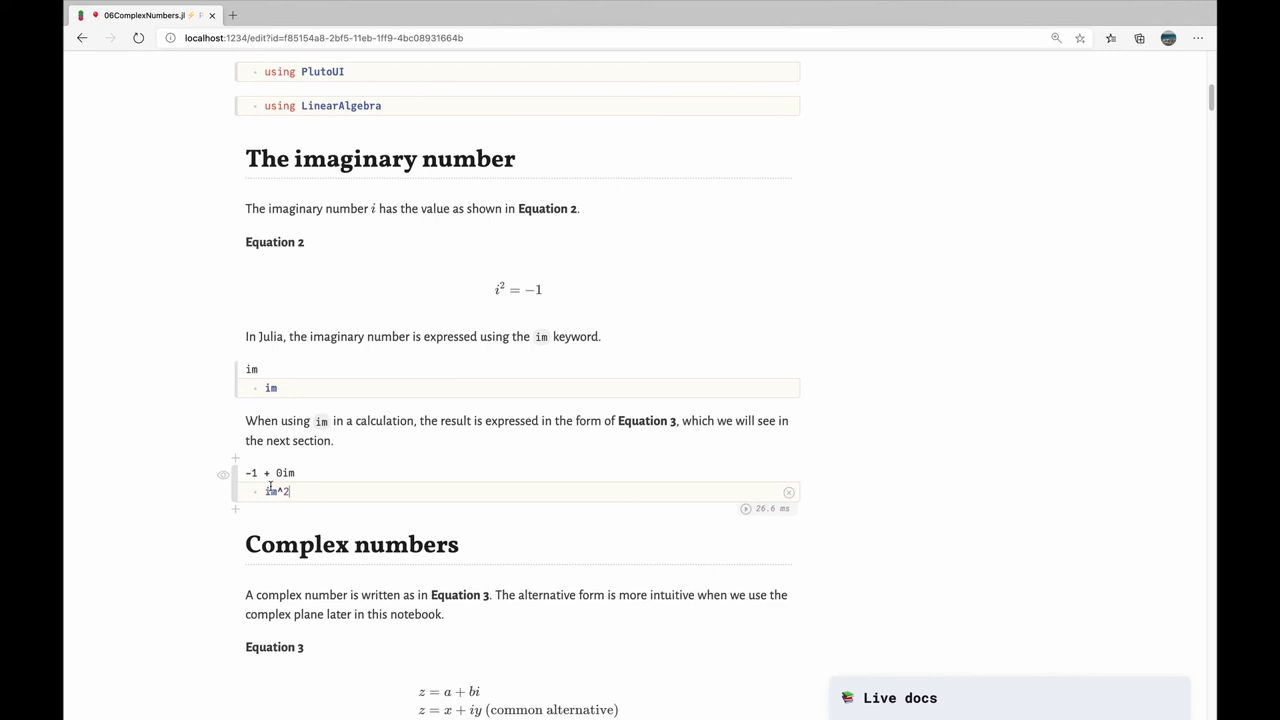 06ComplexNumbers.jl
localhost:1234/edit?id=f85154a8-2bf5-11eb-1ff9-4bc08931664b
using PlutoUI
using LinearAlgebra
The imaginary number
The imaginary number i has the value as shown in Equation 2.
Equation 2
i² = −1
In Julia, the imaginary number is expressed using the im keyword.
im
im
When using im in a calculation, the result is expressed in the form of Equation 3, which we will see in
the next section.
-1 + 0im
im^2
26.6 ms
Complex numbers
A complex number is written as in Equation 3. The alternative form is more intuitive when we use the
complex plane later in this notebook.
Equation 3
z = a + bi
z = x + iy (common alternative)
Live docs